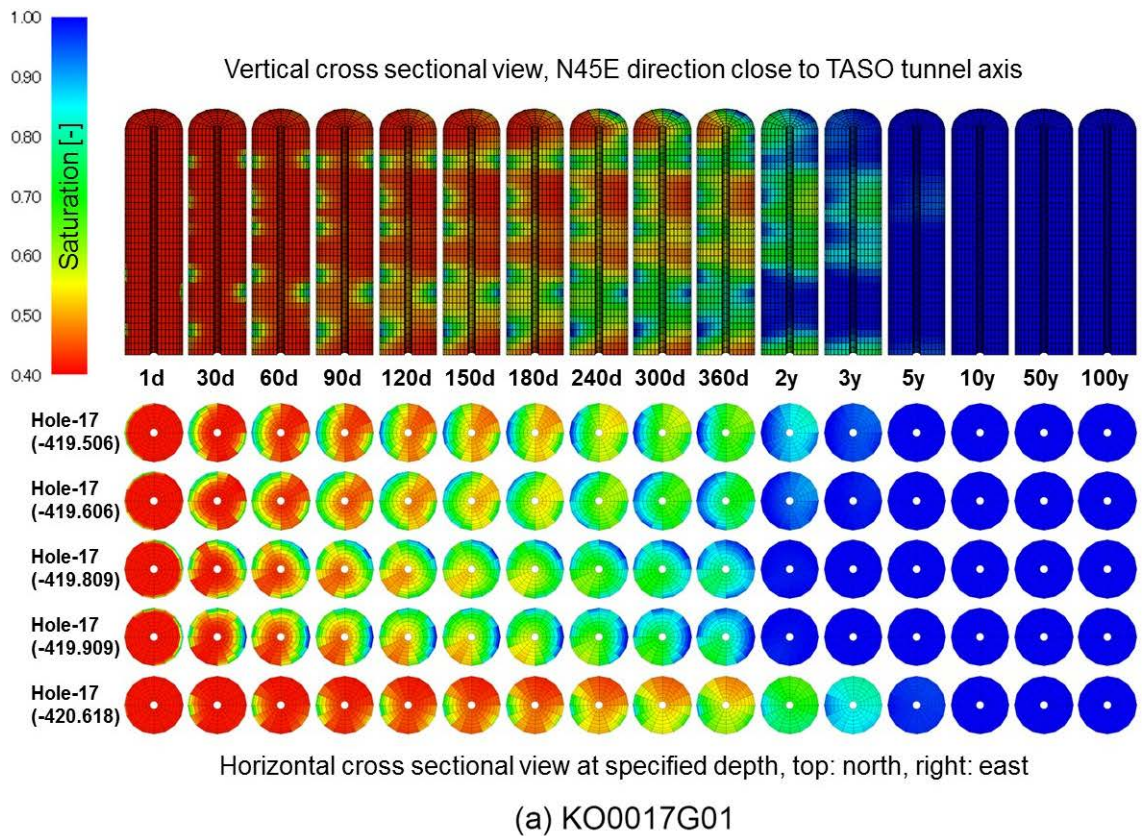 1.00
0.90
0.80
0.70
0.60
0.50
0.40
Saturation [-]
Vertical cross sectional view, N45E direction close to TASO tunnel axis
1d 30d 60d 90d 120d 150d 180d 240d 300d 360d 2y 3y 5y 10y 50y 100y
Hole-17
(-419.506)
Hole-17
(-419.606)
Hole-17
(-419.809)
Hole-17
(-419.909)
Hole-17
(-420.618)
Horizontal cross sectional view at specified depth, top: north, right: east
(a) KO0017G01